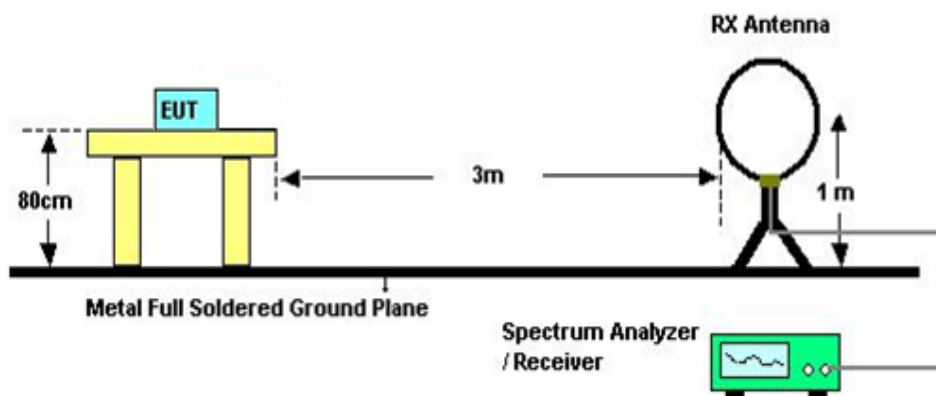 RX Antenna
EUT
80cm
3m
1 m
Metal Full Soldered Ground Plane
Spectrum Analyzer
/ Receiver